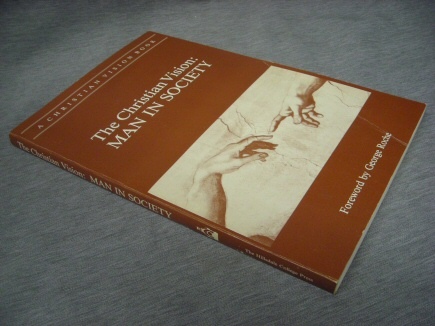 A CHRISTIAN VISION BOOK
The Christian Vision:
MAN IN SOCIETY
Foreword by George Roche
The Christian Vision: MAN IN SOCIETY
The Hillsdale College Press